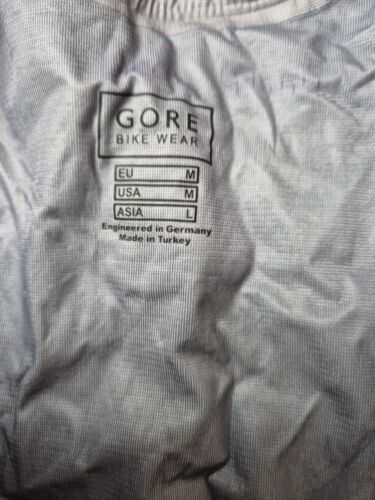 GORE
BIKE WEAR
EU M
USA M
ASIA L
Engineered in Germany
Made in Turkey